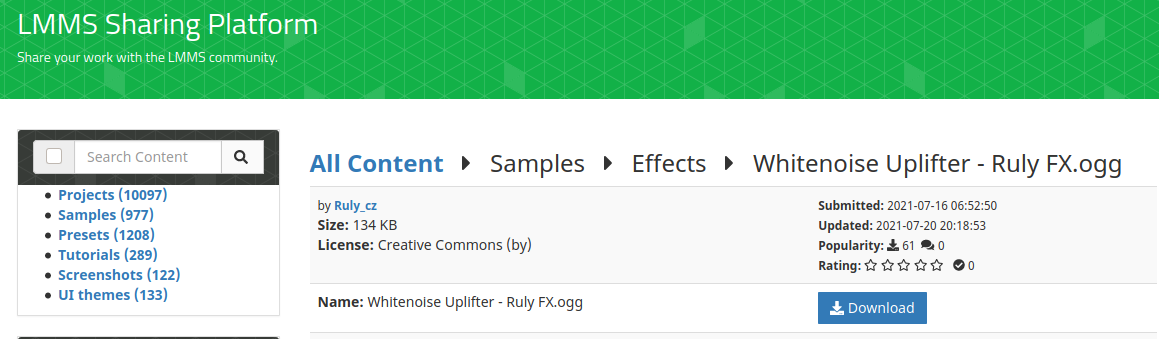 LMMS Sharing Platform
Share your work with the LMMS community.
Search Content
Projects (10097)
Samples (977)
Presets (1208)
Tutorials (289)
Screenshots (122)
UI themes (133)
All Content Samples Effects Whitenoise Uplifter - Ruly FX.ogg
by Ruly_cz
Size: 134 KB
License: Creative Commons (by)
Submitted: 2021-07-16 06:52:50
Updated: 2021-07-20 20:18:53
Popularity: 61 0
Rating: 0
Name: Whitenoise Uplifter - Ruly FX.ogg
Download